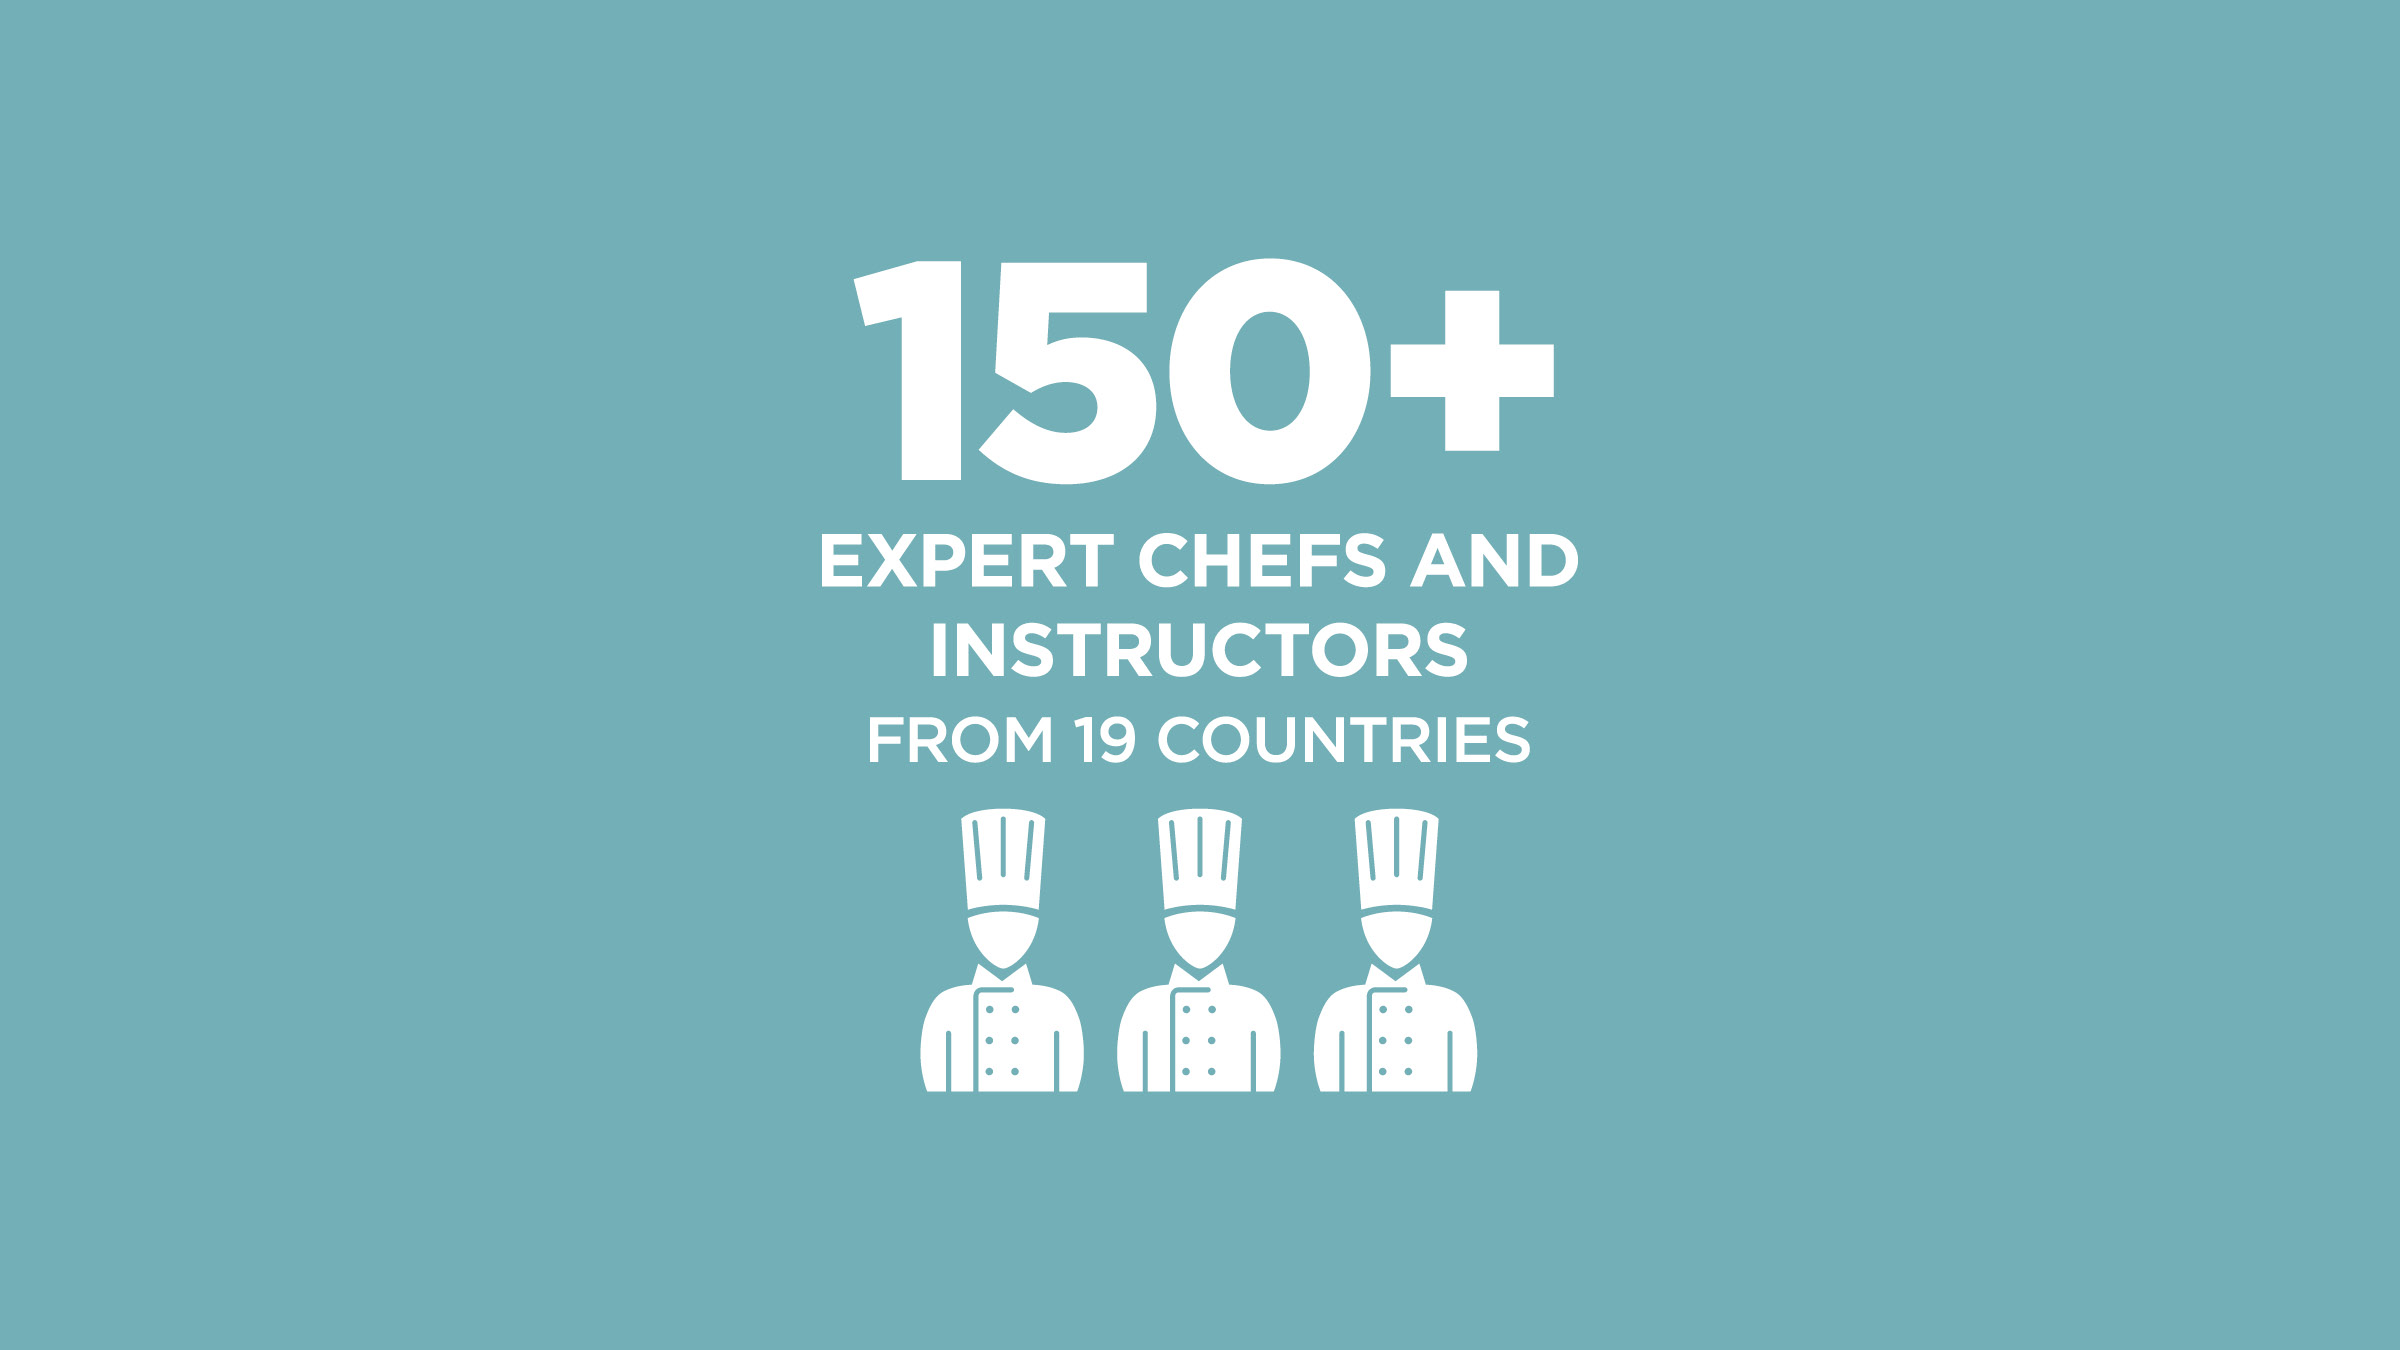 150+
EXPERT CHEFS AND
INSTRUCTORS
FROM 19 COUNTRIES